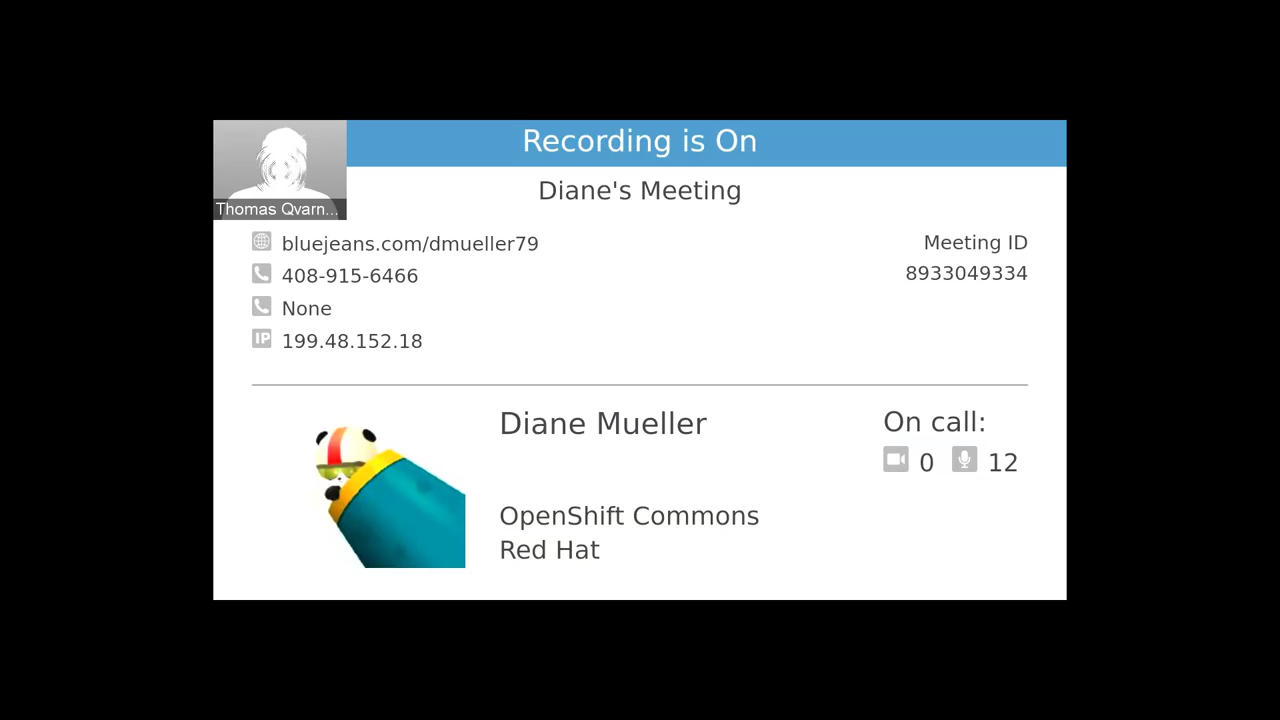 Recording is On
Diane's Meeting
Thomas Qvarn...
bluejeans.com/dmueller79
408-915-6466
None
IP 199.48.152.18
Meeting ID
8933049334
Diane Mueller
OpenShift Commons
Red Hat
On call:
0 12